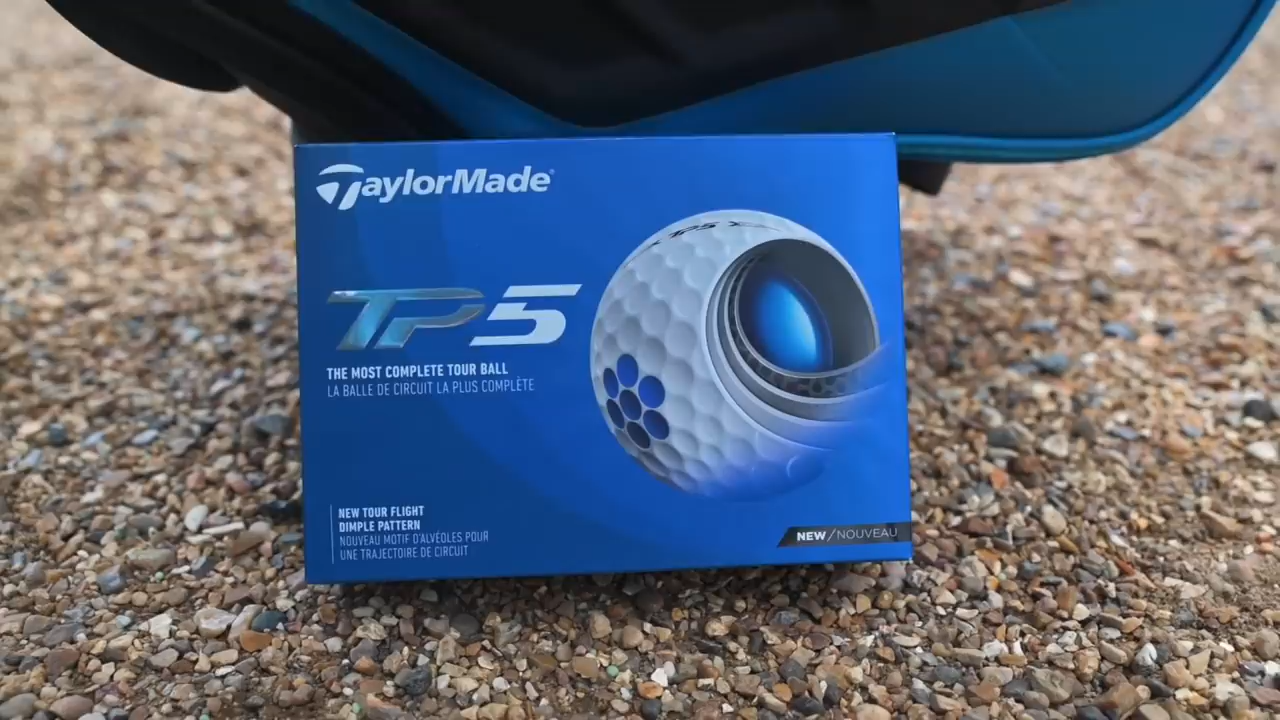 TaylorMade
TP5
TP5
THE MOST COMPLETE TOUR BALL
LA BALLE DE CIRCUIT LA PLUS COMPLÈTE
NEW TOUR FLIGHT
DIMPLE PATTERN
NOUVEAU MOTIF D'ALVÉOLES POUR
UNE TRAJECTOIRE DE CIRCUIT
NEW/NOUVEAU